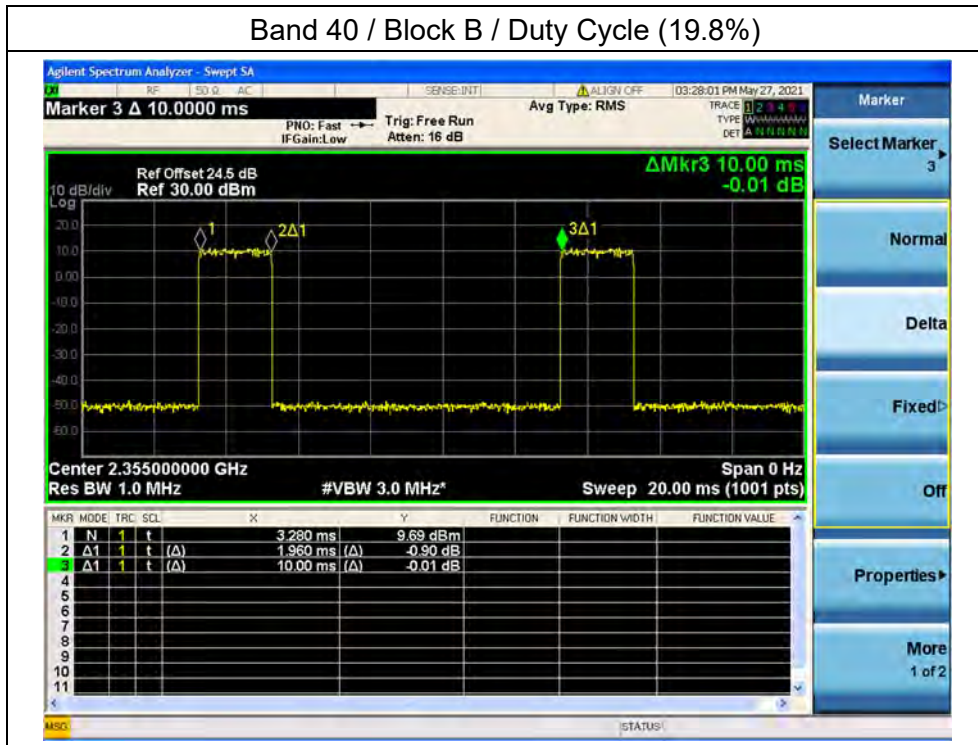 Band 40 / Block B / Duty Cycle (19.8%)
Agilent Spectrum Analyzer - Swept SA
RF 50 Ω AC SENSE:INT ALIGN OFF 03:28:01 PM May 27, 2021
Marker 3 Δ 10.0000 ms
PNO: Fast
IFGain:Low
Trig: Free Run
Atten: 16 dB
Avg Type: RMS
TRACE 1 2 3 4 5 6
TYPE
DET A N N N N N
Marker
Select Marker
3
Normal
Delta
Fixed
Off
Properties
More
1 of 2
ΔMkr3 10.00 ms
-0.01 dB
Ref Offset 24.5 dB
10 dB/div Ref 30.00 dBm
Log
20.0
10.0
0.00
-10.0
-20.0
-30.0
-40.0
-50.0
-60.0
1
2Δ1
3Δ1
Center 2.355000000 GHz Span 0 Hz
Res BW 1.0 MHz #VBW 3.0 MHz* Sweep 20.00 ms (1001 pts)
MKR MODE TRC SCL X Y FUNCTION FUNCTION WIDTH FUNCTION VALUE
1 N 1 t 3.280 ms 9.69 dBm
2 Δ1 1 t (Δ) 1.960 ms (Δ) -0.90 dB
3 Δ1 1 t (Δ) 10.00 ms (Δ) -0.01 dB
4
5
6
7
8
9
10
11
MSG STATUS